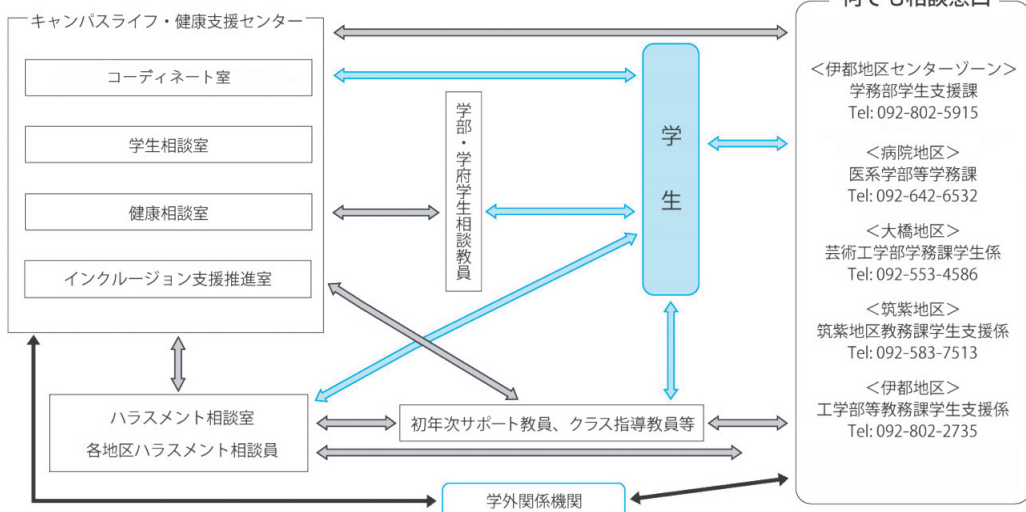 キャンパスライフ・健康支援センター
コーディネート室
学生相談室
健康相談室
インクルージョン支援推進室
ハラスメント相談室
各地区ハラスメント相談員
学部・学府学生相談教員
学生
初年次サポート教員、クラス指導教員等
学外関係機関
何でも相談窓口
＜伊都地区センターゾーン＞
学務部学生支援課
Tel: 092-802-5915
＜病院地区＞
医系学部等学務課
Tel: 092-642-6532
＜大橋地区＞
芸術工学部学務課学生係
Tel: 092-553-4586
＜筑紫地区＞
筑紫地区教務課学生支援係
Tel: 092-583-7513
＜伊都地区＞
工学部等教務課学生支援係
Tel: 092-802-2735